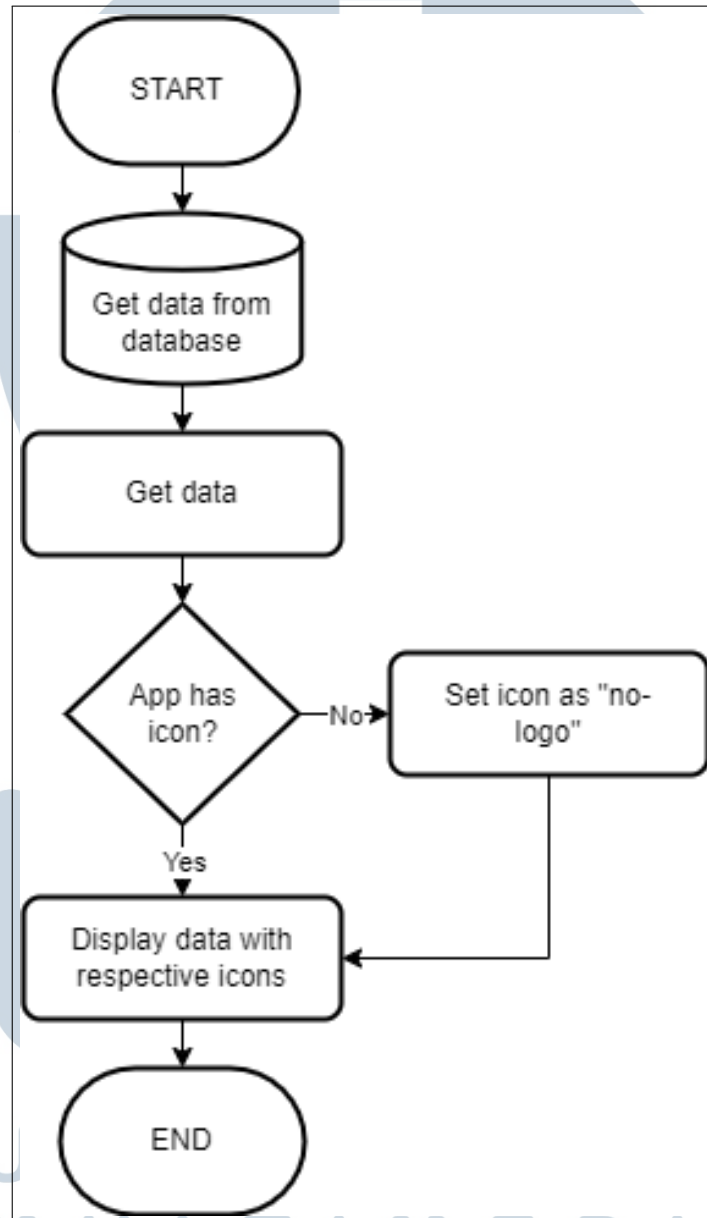 START
Get data from
database
Get data
App has
icon?
No
Set icon as "no-
logo"
Yes
Display data with
respective icons
END